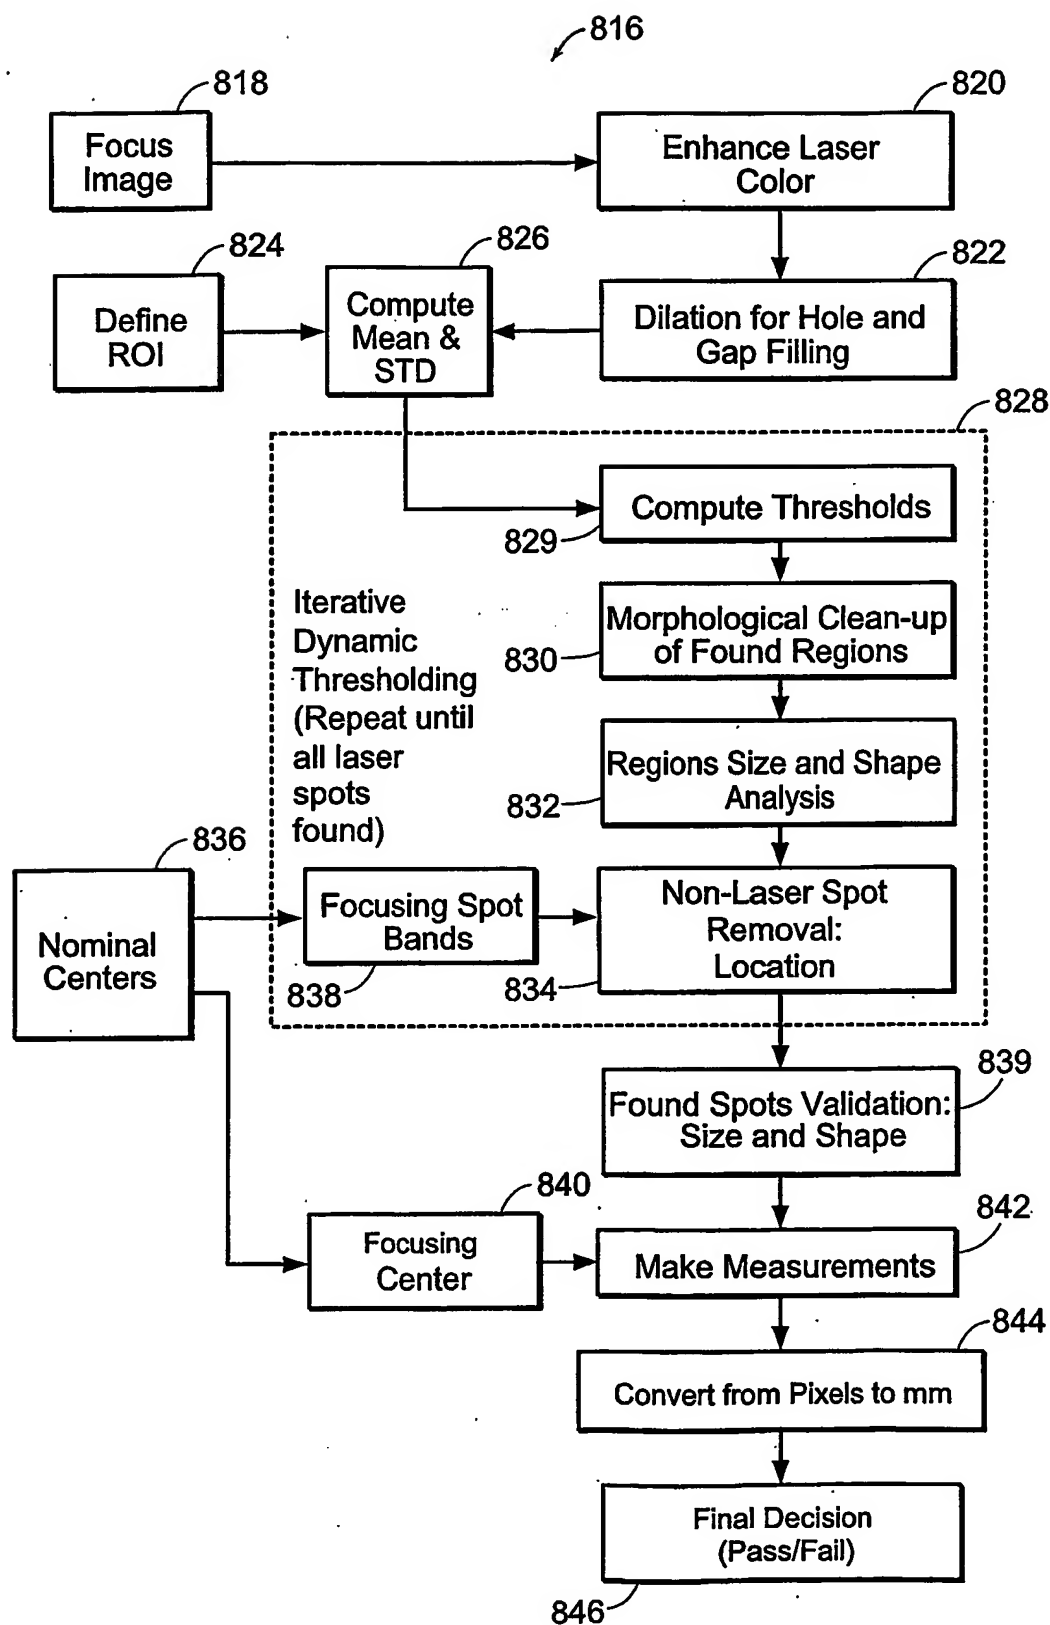 816
818
820
Focus
Image
Enhance Laser
Color
824
826
822
Define
ROI
Compute
Mean &
STD
Dilation for Hole and
Gap Filling
828
Compute Thresholds
829
Iterative
Dynamic
Thresholding
(Repeat until
all laser
spots
found)
Morphological Clean-up
of Found Regions
830
Regions Size and Shape
Analysis
832
836
Nominal
Centers
Focusing Spot
Bands
838
Non-Laser Spot
Removal:
Location
834
839
Found Spots Validation:
Size and Shape
840
Focusing
Center
842
Make Measurements
844
Convert from Pixels to mm
Final Decision
(Pass/Fail)
846